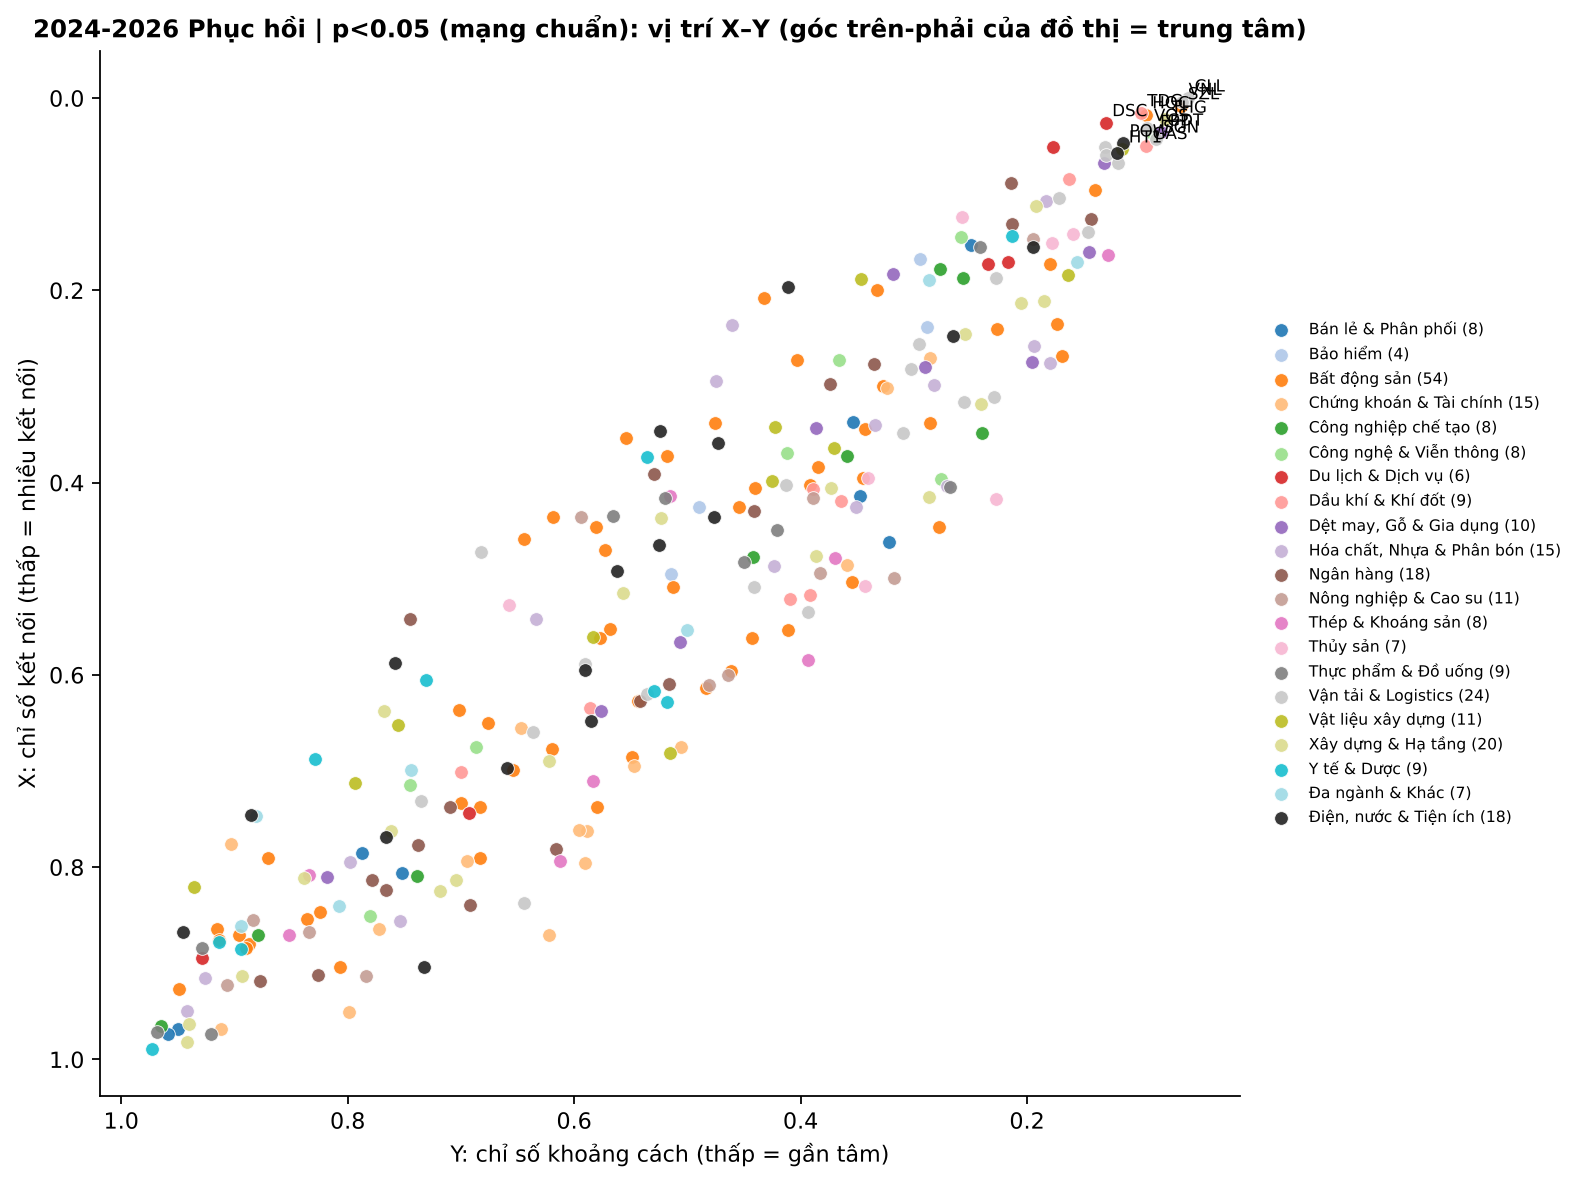 2024-2026 Phục hồi | p<0.05 (mạng chuẩn): vị trí X–Y (góc trên-phải của đồ thị = trung tâm)
0.0
0.2
0.4
0.6
0.8
1.0
X: chỉ số kết nối (thấp = nhiều kết nối)
1.0
0.8
0.6
0.4
0.2
Y: chỉ số khoảng cách (thấp = gần tâm)
CLL
SZL
TDG
DSC
HT1
GAS
Bán lẻ & Phân phối (8)
Bảo hiểm (4)
Bất động sản (54)
Chứng khoán & Tài chính (15)
Công nghiệp chế tạo (8)
Công nghệ & Viễn thông (8)
Du lịch & Dịch vụ (6)
Dầu khí & Khí đốt (9)
Dệt may, Gỗ & Gia dụng (10)
Hóa chất, Nhựa & Phân bón (15)
Ngân hàng (18)
Nông nghiệp & Cao su (11)
Thép & Khoáng sản (8)
Thủy sản (7)
Thực phẩm & Đồ uống (9)
Vận tải & Logistics (24)
Vật liệu xây dựng (11)
Xây dựng & Hạ tầng (20)
Y tế & Dược (9)
Đa ngành & Khác (7)
Điện, nước & Tiện ích (18)